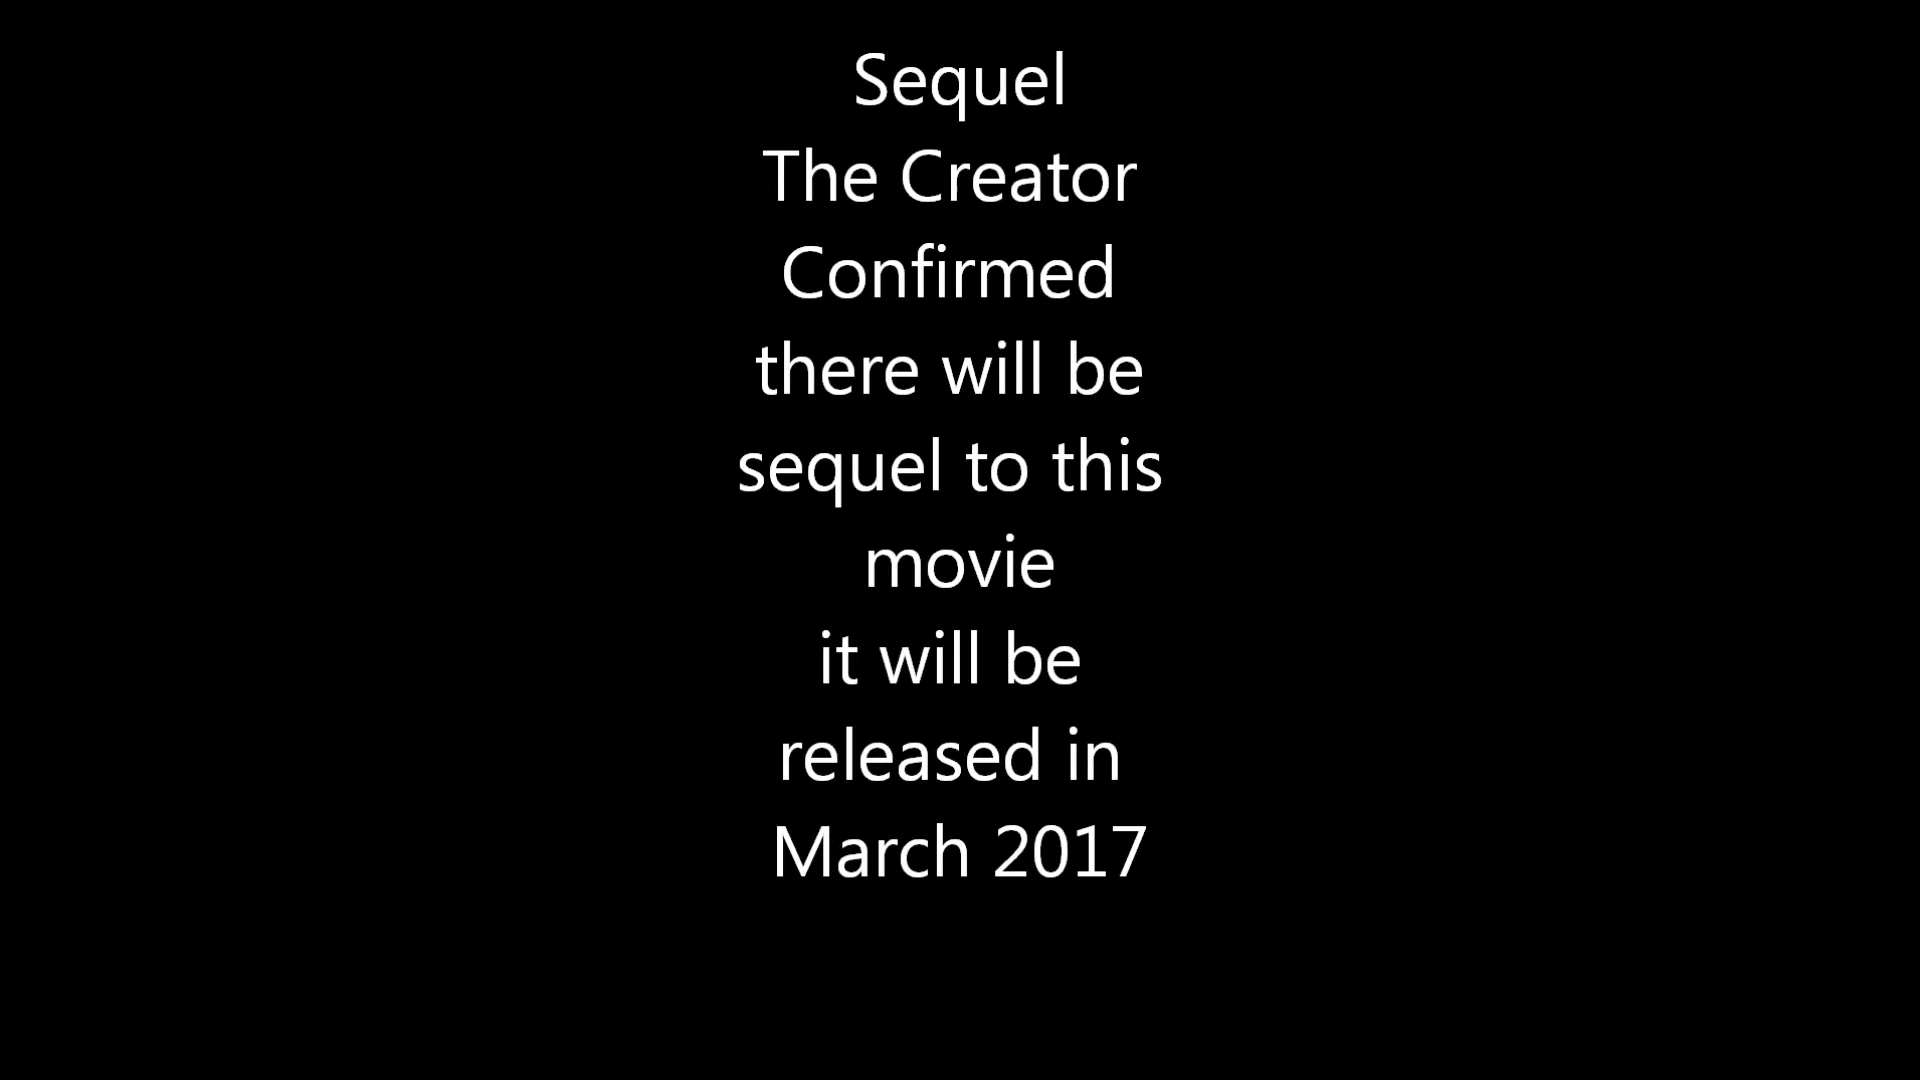 Sequel
The Creator
Confirmed
there will be
sequel to this
movie
it will be
released in
March 2017